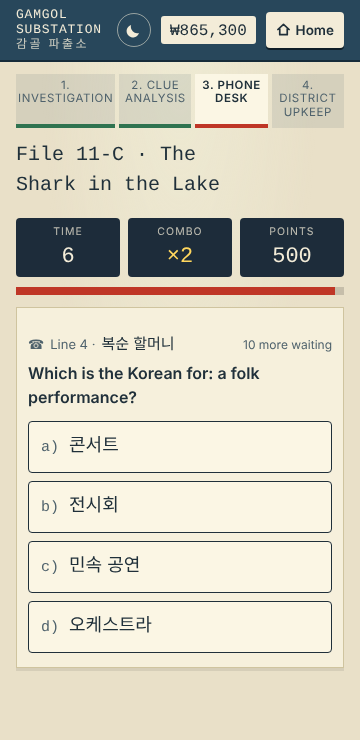 GAMGOL
SUBSTATION
감골 파출소
₩865,300
Home
1. INVESTIGATION
2. CLUE ANALYSIS
3. PHONE DESK
4. DISTRICT UPKEEP
File 11-C · The
Shark in the Lake
TIME
6
COMBO
×2
POINTS
500
☎ Line 4 · 복순 할머니
10 more waiting
Which is the Korean for: a folk
performance?
a) 콘서트
b) 전시회
c) 민속 공연
d) 오케스트라